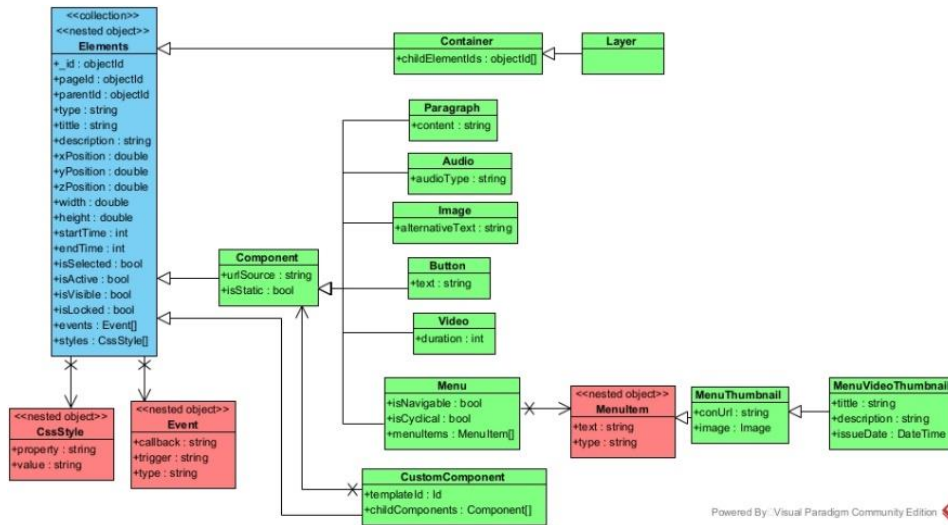 <<collection>>
<<nested object>>
Elements
+_id : objectId
+pageId : objectId
+parentId : objectId
+type : string
+tittle : string
+description : string
+xPosition : double
+yPosition : double
+zPosition : double
+width : double
+height : double
+startTime : int
+endTime : int
+isSelected : bool
+isActive : bool
+isVisible : bool
+isLocked : bool
+events : Event[]
+styles : CssStyle[]
Container
+childElementIds : objectId[]
Layer
Paragraph
+content : string
Audio
+audioType : string
Image
+alternativeText : string
Component
+urlSource : string
+isStatic : bool
Button
+text : string
Video
+duration : int
Menu
+isNavigable : bool
+isCyclical : bool
+menuItems : MenuItem[]
<<nested object>>
MenuItem
+text : string
+type : string
MenuThumbnail
+conUrl : string
+image : Image
MenuVideoThumbnail
+tittle : string
+description : string
+issueDate : DateTime
<<nested object>>
CssStyle
+property : string
+value : string
<<nested object>>
Event
+callback : string
+trigger : string
+type : string
CustomComponent
+templateId : Id
+childComponents : Component[]
Powered By : Visual Paradigm Community Edition